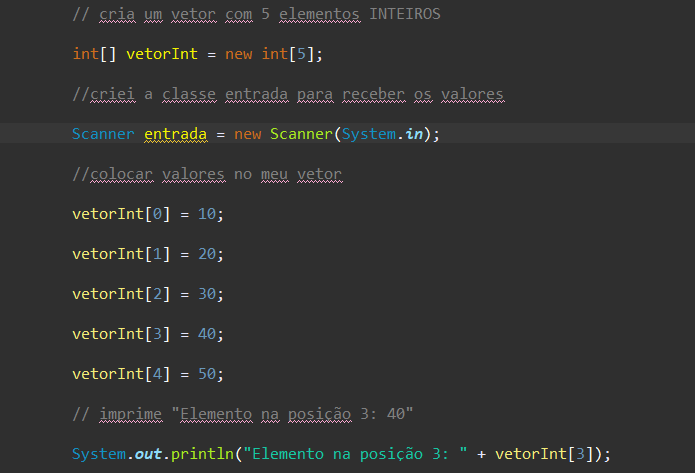 // cria um vetor com 5 elementos INTEIROS
int[] vetorInt = new int[5];
//criei a classe entrada para receber os valores
Scanner entrada = new Scanner(System.in);
//colocar valores no meu vetor
vetorInt[0] = 10;
vetorInt[1] = 20;
vetorInt[2] = 30;
vetorInt[3] = 40;
vetorInt[4] = 50;
// imprime "Elemento na posição 3: 40"
System.out.println("Elemento na posição 3: " + vetorInt[3]);